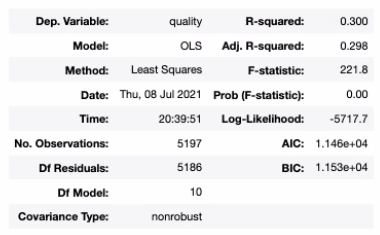 Dep. Variable: quality R-squared: 0.300
Model: OLS Adj. R-squared: 0.298
Method: Least Squares F-statistic: 221.8
Date: Thu, 08 Jul 2021 Prob (F-statistic): 0.00
Time: 20:39:51 Log-Likelihood: -5717.7
No. Observations: 5197 AIC: 1.146e+04
Df Residuals: 5186 BIC: 1.153e+04
Df Model: 10
Covariance Type: nonrobust